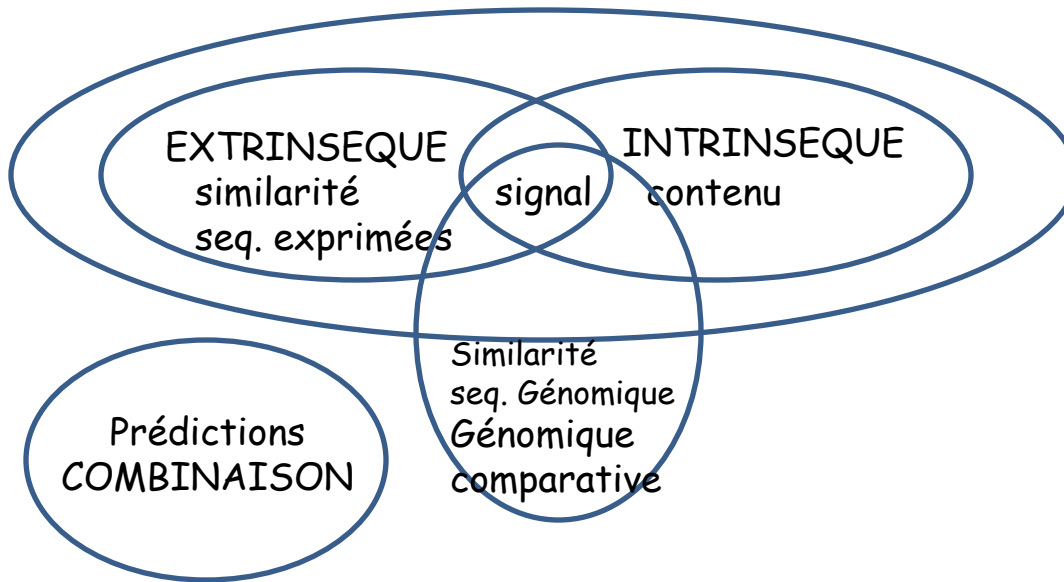 EXTRINSEQUE
similarité
seq. exprimées
signal
INTRINSEQUE
contenu
Similarité
seq. Génomique
Génomique
comparative
Prédictions
COMBINAISON